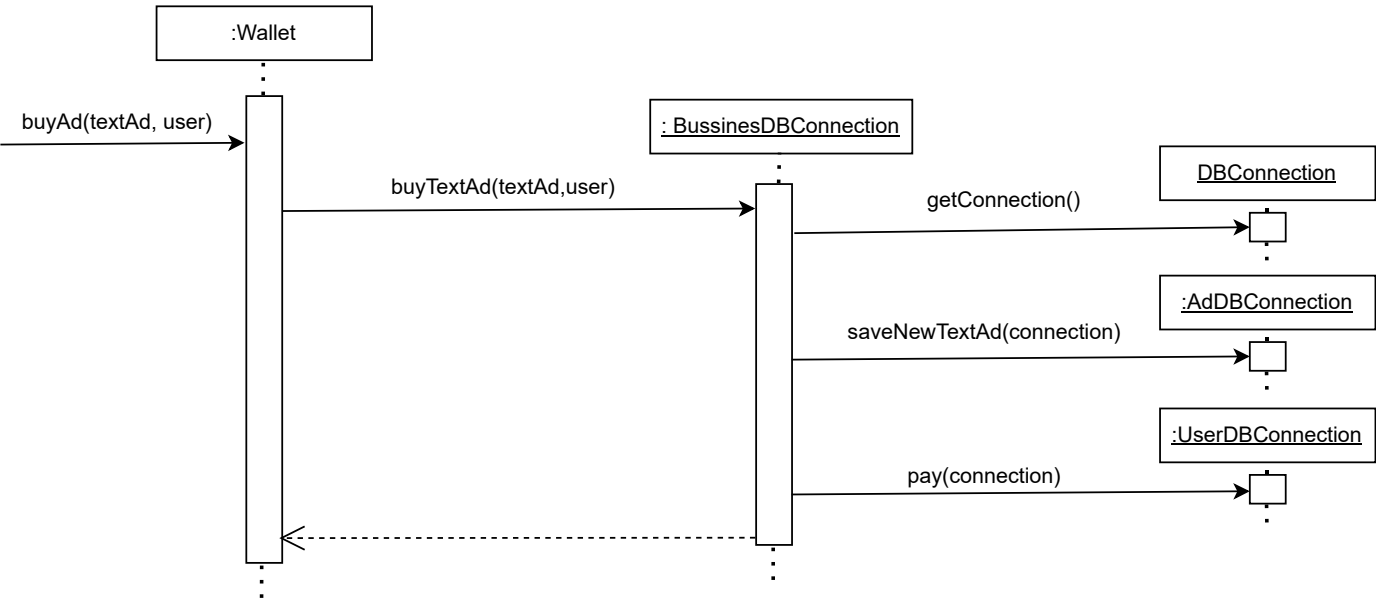 :Wallet
buyAd(textAd, user)
: BussinesDBConnection
DBConnection
buyTextAd(textAd,user)
getConnection()
:AdDBConnection
saveNewTextAd(connection)
:UserDBConnection
pay(connection)